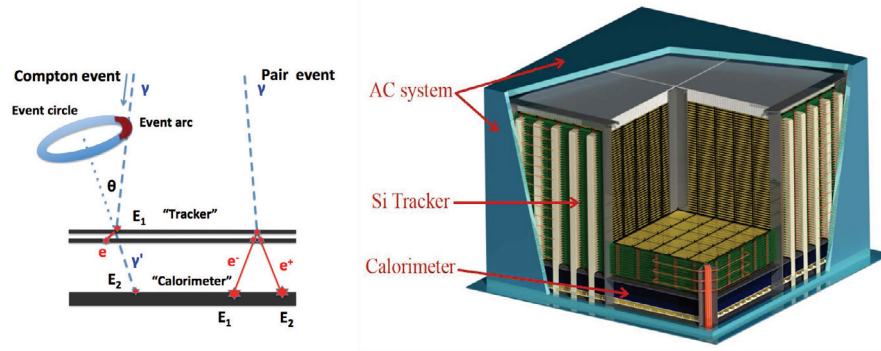 Compton event
Pair event
γ
γ
Event circle
Event arc
θ
E1
“Tracker”
e
γ'
e-
e+
E2
“Calorimeter”
E1
E2
AC system
Si Tracker
Calorimeter